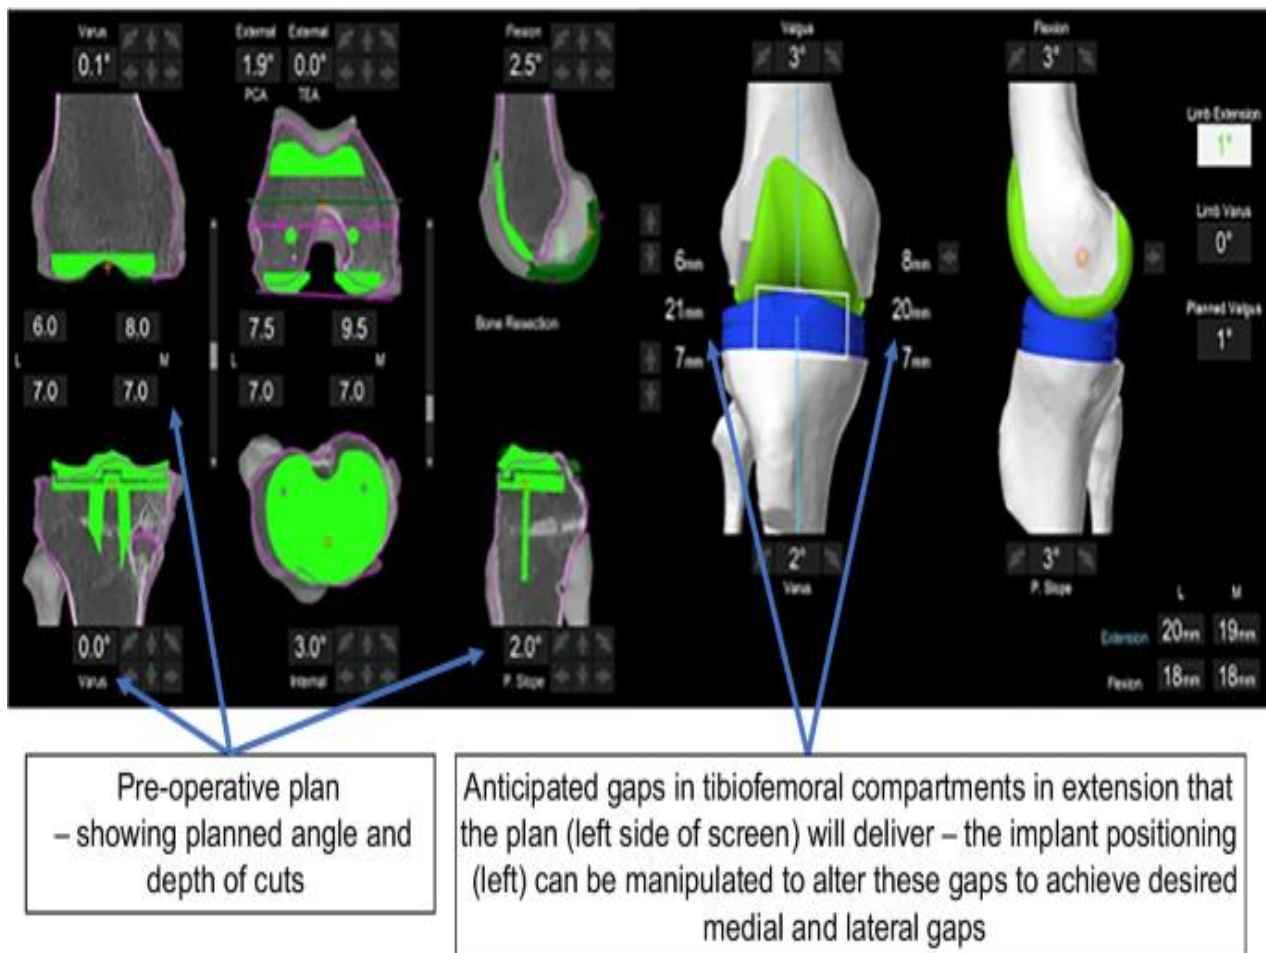 Varus External External Flexion Valgus Flexion
0.1° 1.9° 0.0° 2.5° 3° 3°
PCA TEA
Limb Extension
1°
Limb Varus
0°
6mm 8mm
21mm 20mm
Planned Valgus
1°
6.0 8.0 7.5 9.5 Bone Resection
L M L M
7.0 7.0 7.0 7.0
7mm 7mm
2° 3°
Varus P. Slope
L M
0.0° 3.0° 2.0° Extension 20mm 19mm
Varus Internal P. Slope Flexion 18mm 18mm
Pre-operative plan
– showing planned angle and
depth of cuts
Anticipated gaps in tibiofemoral compartments in extension that
the plan (left side of screen) will deliver – the implant positioning
(left) can be manipulated to alter these gaps to achieve desired
medial and lateral gaps